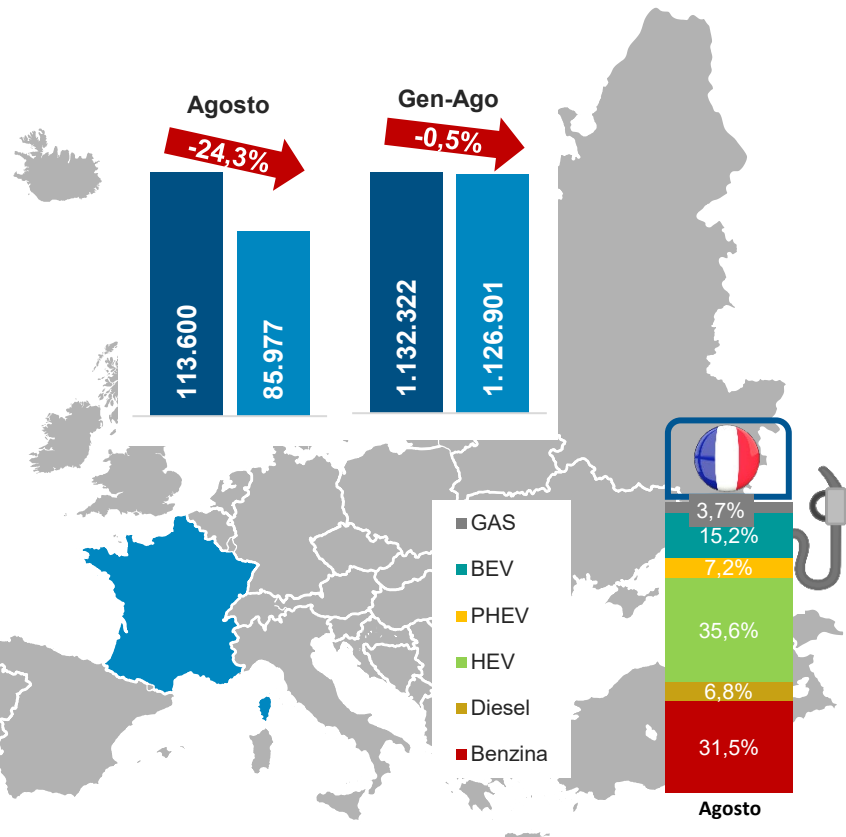 Agosto
-24,3%
113.600
85.977
Gen-Ago
-0,5%
1.132.322
1.126.901
GAS
BEV
PHEV
HEV
Diesel
Benzina
3,7%
15,2%
7,2%
35,6%
6,8%
31,5%
Agosto